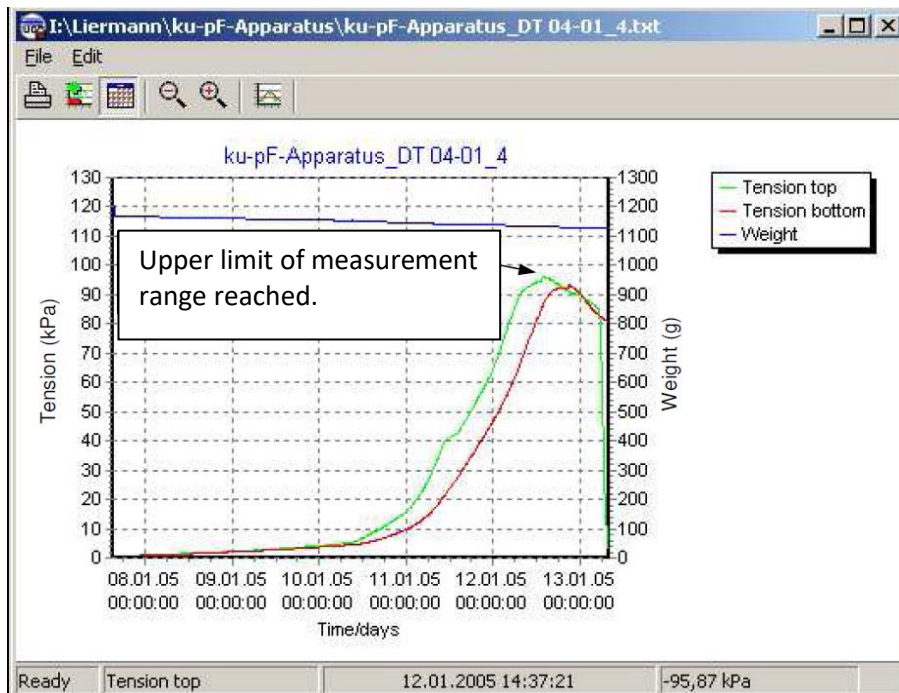 I:\Liermann\ku-pF-Apparatus\ku-pF-Apparatus_DT 04-01_4.txt
File Edit
ku-pF-Apparatus_DT 04-01_4
130
120
110
100
90
80
70
60
50
40
30
20
10
0
Tension (kPa)
Upper limit of measurement
range reached.
1300
1200
1100
1000
900
800
700
600
500
400
300
200
100
0
Weight (g)
Tension top
Tension bottom
Weight
08.01.05 09.01.05 10.01.05 11.01.05 12.01.05 13.01.05
00:00:00 00:00:00 00:00:00 00:00:00 00:00:00 00:00:00
Time/days
Ready Tension top 12.01.2005 14:37:21 -95,87 kPa